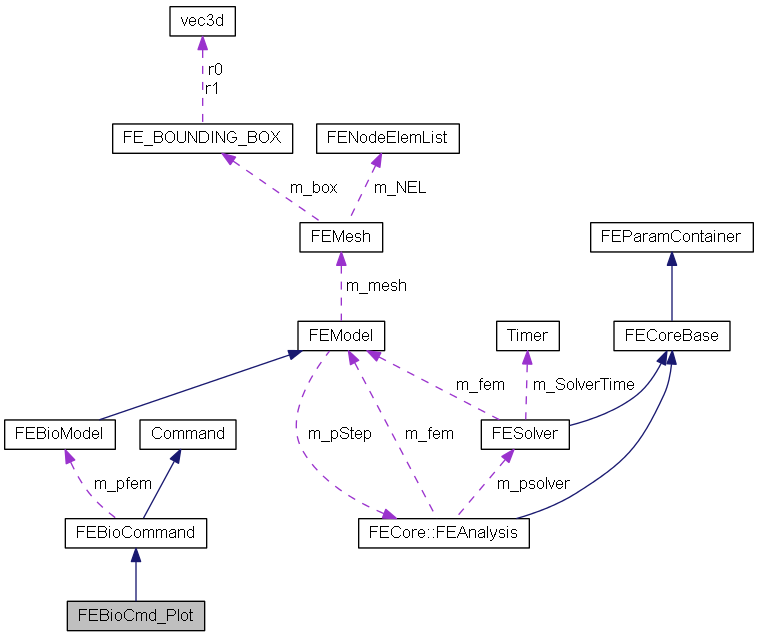 vec3d
r0
r1
FE_BOUNDING_BOX
FENodeElemList
m_box
m_NEL
FEMesh
FEParamContainer
m_mesh
FEModel
Timer
FECoreBase
m_fem
m_SolverTime
FEBioModel
Command
m_pStep
m_fem
FESolver
m_pfem
m_psolver
FEBioCommand
FECore::FEAnalysis
FEBioCmd_Plot